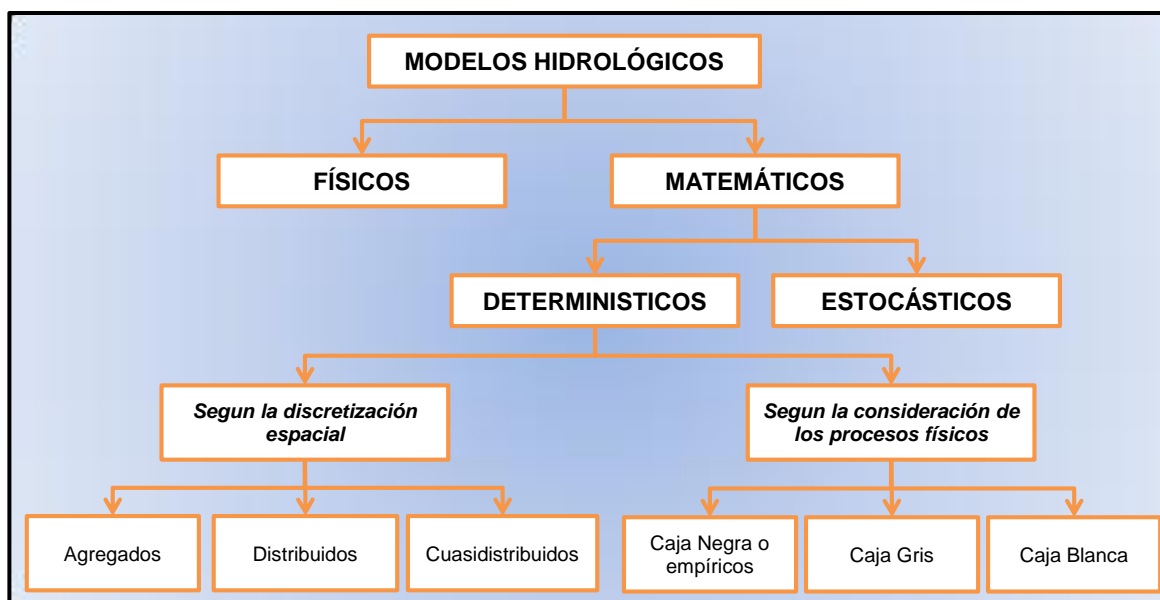 MODELOS HIDROLÓGICOS
FÍSICOS
MATEMÁTICOS
DETERMINISTICOS
ESTOCÁSTICOS
Segun la discretización
espacial
Segun la consideración de
los procesos físicos
Agregados
Distribuidos
Cuasidistribuidos
Caja Negra o
empíricos
Caja Gris
Caja Blanca